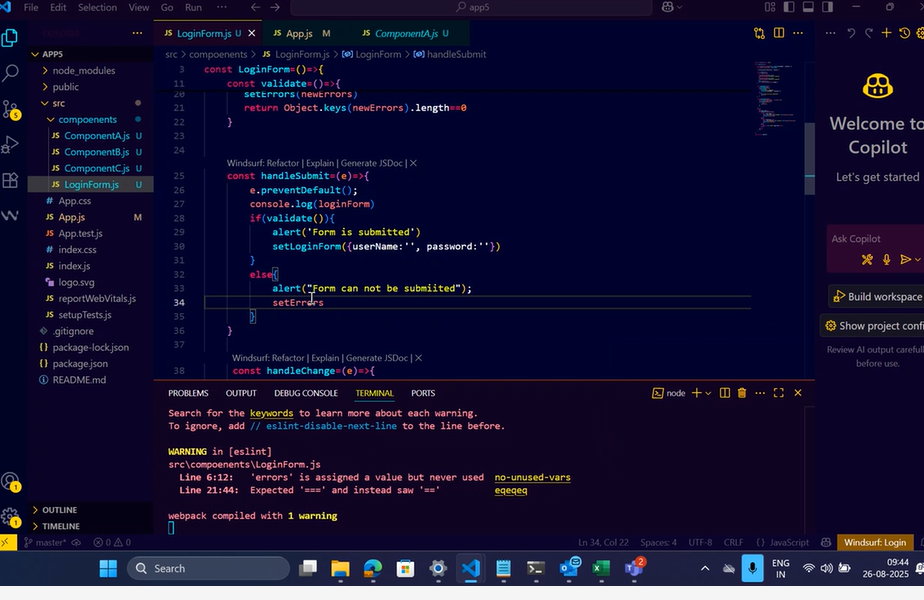 File Edit Selection View Go Run ··· app5
LoginForm.js U App.js M ComponentA.js U
EXPLORER
src > compoenents > JS LoginForm.js > LoginForm > handleSubmit
APP5
node_modules
public
src
compoenents
JS ComponentA.js U
JS ComponentB.js U
JS ComponentC.js U
JS LoginForm.js U
# App.css
JS App.js M
JS App.test.js
# index.css
JS index.js
logo.svg
JS reportWebVitals.js
JS setupTests.js
.gitignore
{} package-lock.json
{} package.json
README.md
OUTLINE
TIMELINE
3 const LoginForm=()=>{
11 const validate=()=>{
20 setErrors(newErrors)
21 return Object.keys(newErrors).length==0
22 }
23
24
Windsurf: Refactor | Explain | Generate JSDoc | ×
25 const handleSubmit=(e)=>{
26 e.preventDefault();
27 console.log(loginForm)
28 if(validate()){
29 alert('Form is submitted')
30 setLoginForm({userName:'', password:''})
31 }
32 else{
33 alert("Form can not be submiited");
34 setErrors
35 }
36 }
37
Windsurf: Refactor | Explain | Generate JSDoc | ×
38 const handleChange=(e)=>{
Welcome to
Copilot
Let's get started
Ask Copilot
Build workspace
Show project confi
Review AI output carefull
before use.
PROBLEMS OUTPUT DEBUG CONSOLE TERMINAL PORTS node
Search for the keywords to learn more about each warning.
To ignore, add // eslint-disable-next-line to the line before.
WARNING in [eslint]
src\compoenents\LoginForm.js
Line 6:12: 'errors' is assigned a value but never used no-unused-vars
Line 21:44: Expected '===' and instead saw '==' eqeqeq
webpack compiled with 1 warning
master* 0 0 Ln 34, Col 22 Spaces: 4 UTF-8 CRLF {} JavaScript Windsurf: Login
Search
ENG
IN
09:44
26-08-2025